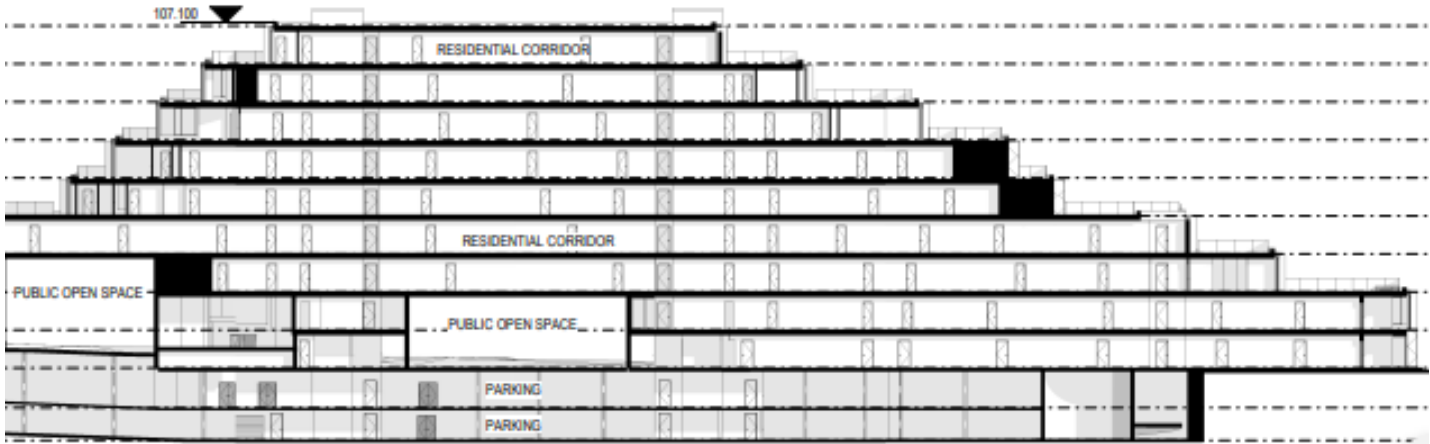 107.100
RESIDENTIAL CORRIDOR
RESIDENTIAL CORRIDOR
PUBLIC OPEN SPACE
PUBLIC OPEN SPACE
PARKING
PARKING